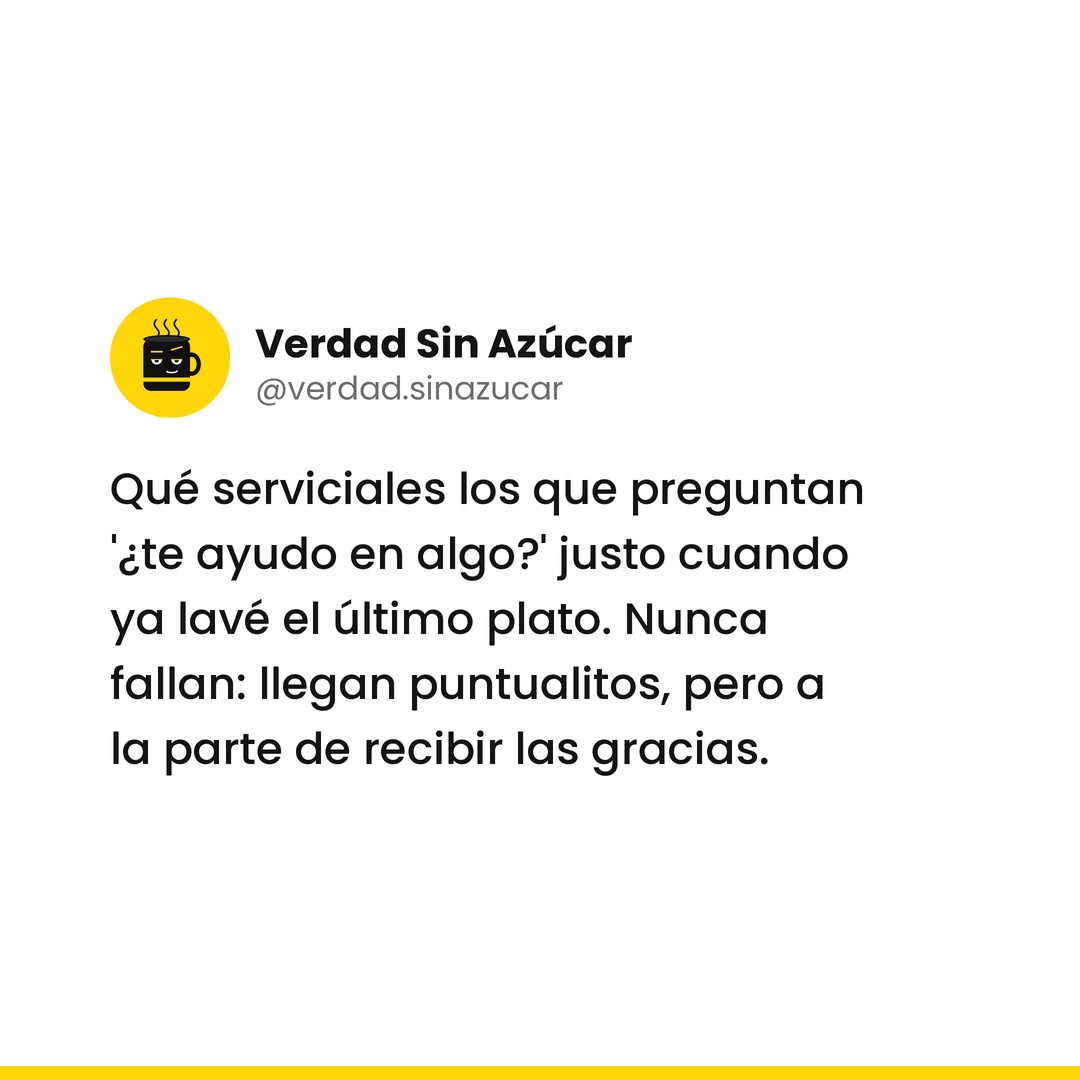 Verdad Sin Azúcar
@verdad.sinazucar
Qué serviciales los que preguntan
'¿te ayudo en algo?' justo cuando
ya lavé el último plato. Nunca
fallan: llegan puntualitos, pero a
la parte de recibir las gracias.